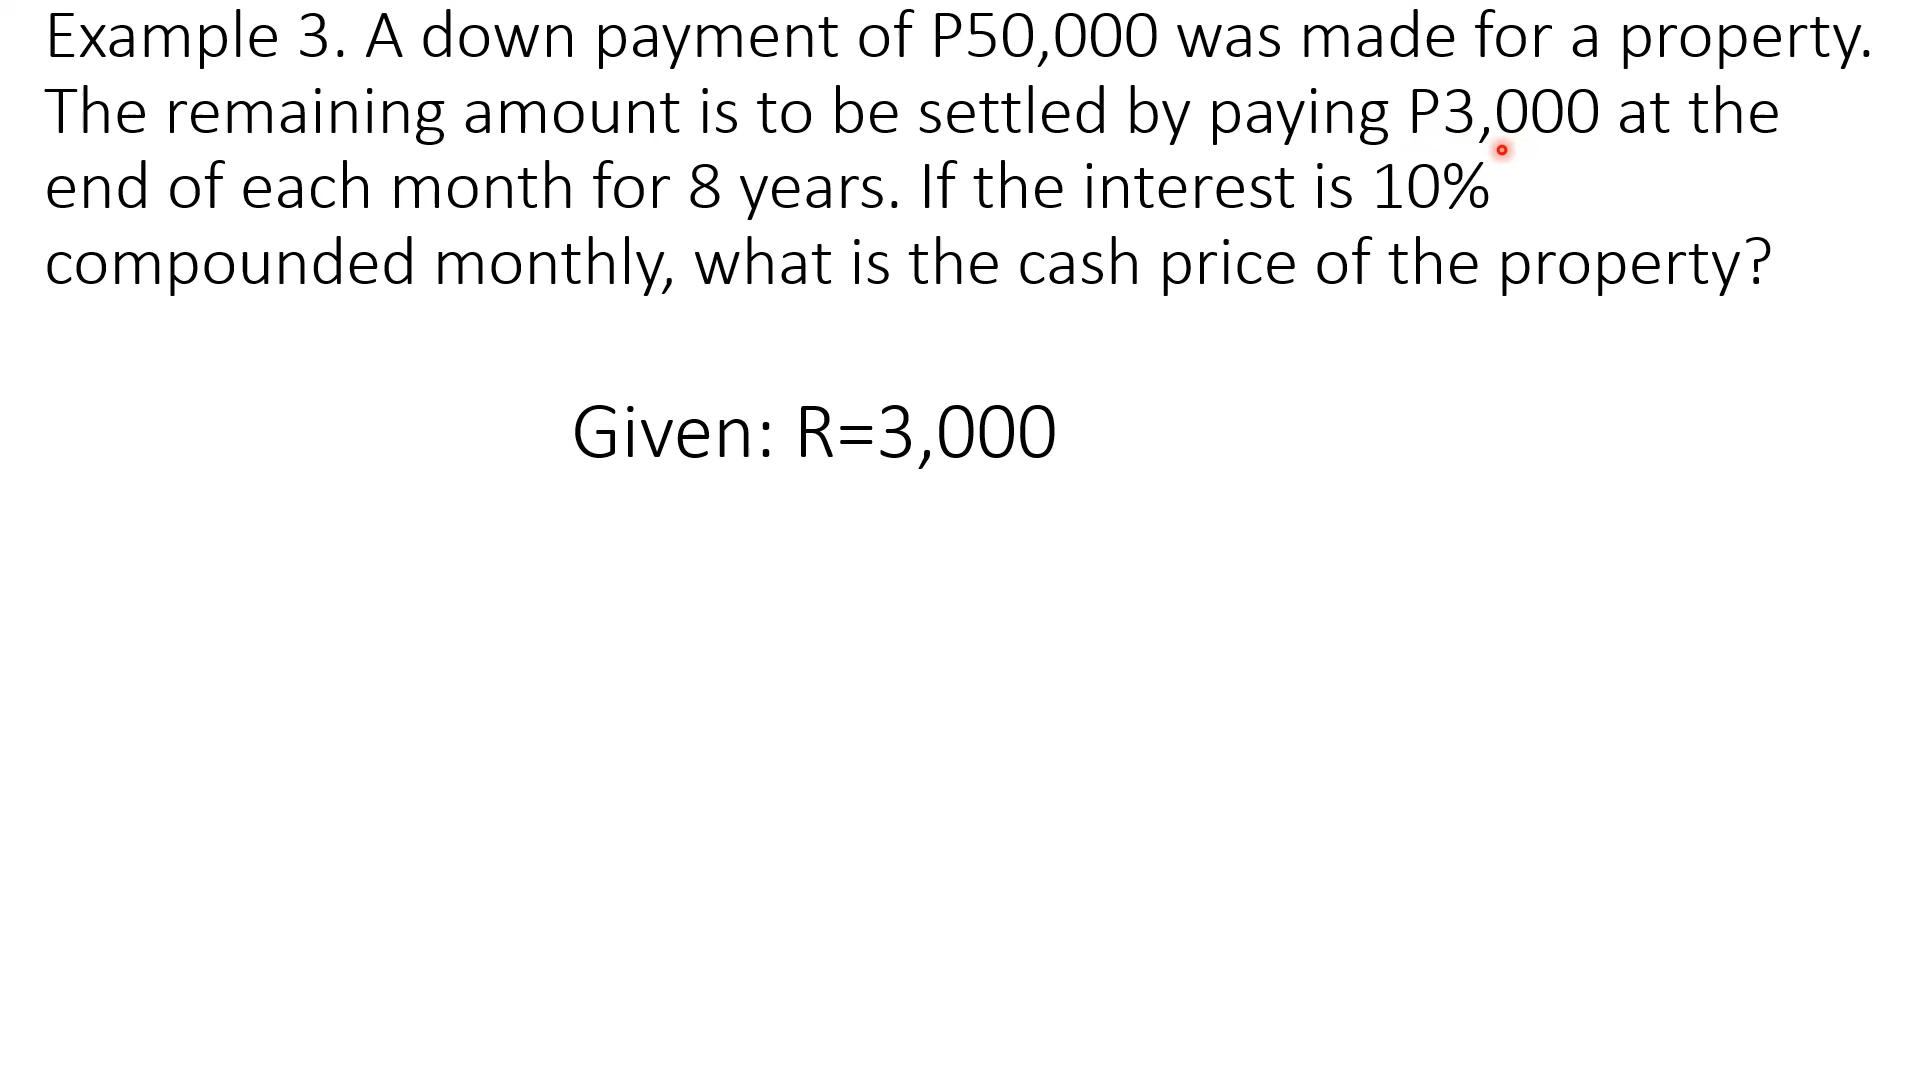 Example 3. A down payment of P50,000 was made for a property.
The remaining amount is to be settled by paying P3,000 at the
end of each month for 8 years. If the interest is 10%
compounded monthly, what is the cash price of the property?
Given: R=3,000